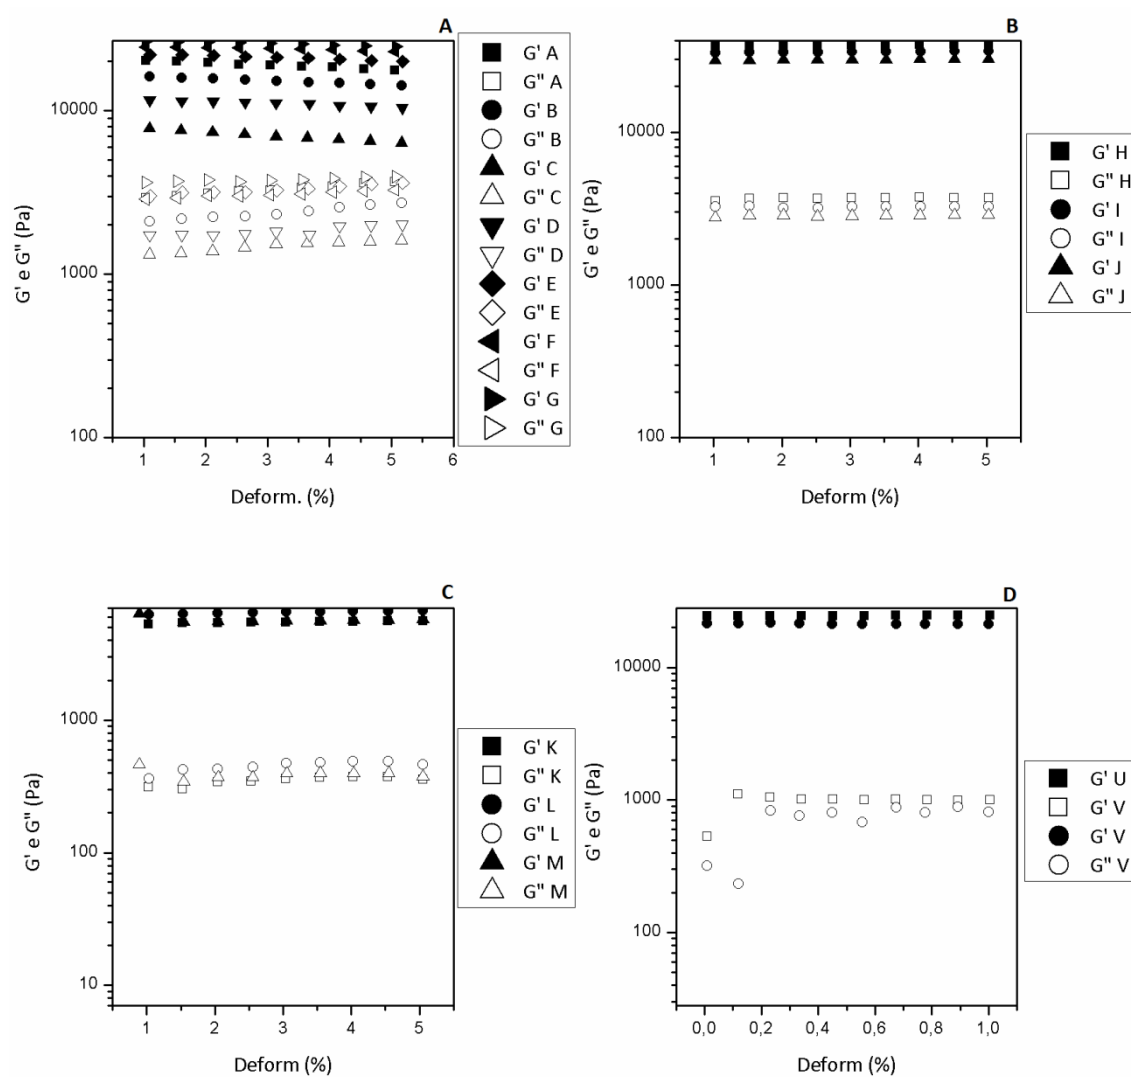 A
G' e G" (Pa)
10000
1000
100
1 2 3 4 5 6
Deform. (%)
G' A
G" A
G' B
G" B
G' C
G" C
G' D
G" D
G' E
G" E
G' F
G" F
G' G
G" G
B
G' e G" (Pa)
10000
1000
100
1 2 3 4 5
Deform (%)
G' H
G" H
G' I
G" I
G' J
G" J
C
G' e G" (Pa)
1000
100
10
1 2 3 4 5
Deform (%)
G' K
G" K
G' L
G" L
G' M
G" M
D
G' e G" (Pa)
10000
1000
100
0,0 0,2 0,4 0,6 0,8 1,0
Deform (%)
G' U
G' V
G' V
G" V